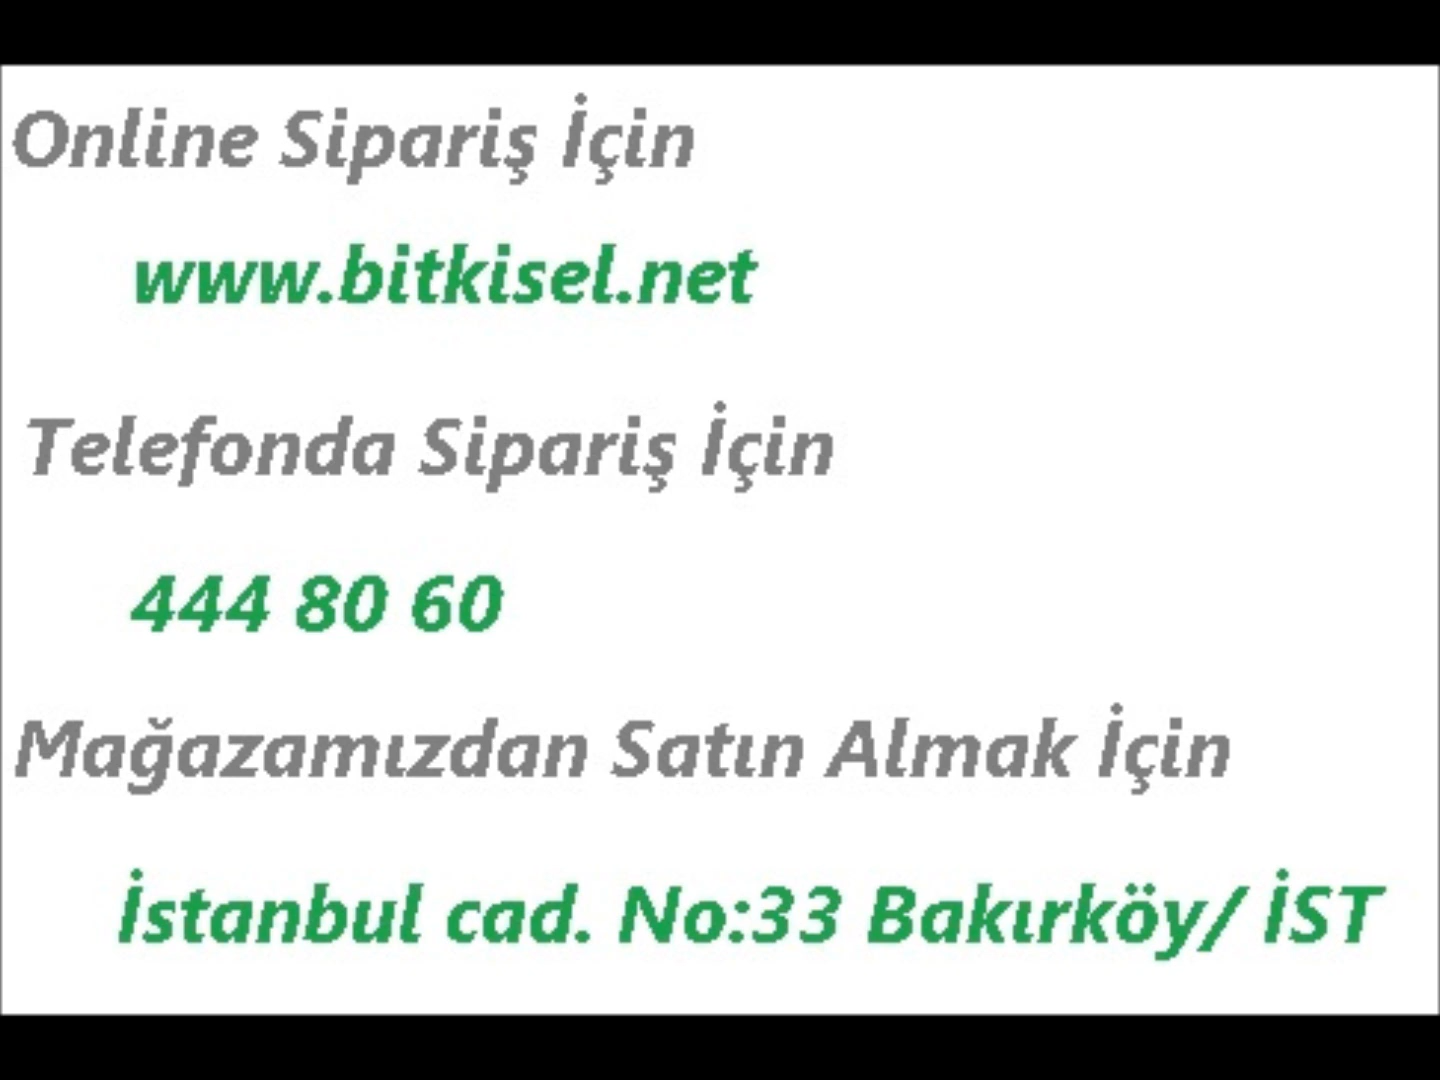 Online Sipariş İçin
www.bitkisel.net
Telefonda Sipariş İçin
444 80 60
Mağazamızdan Satın Almak İçin
İstanbul cad. No:33 Bakırköy/ İST